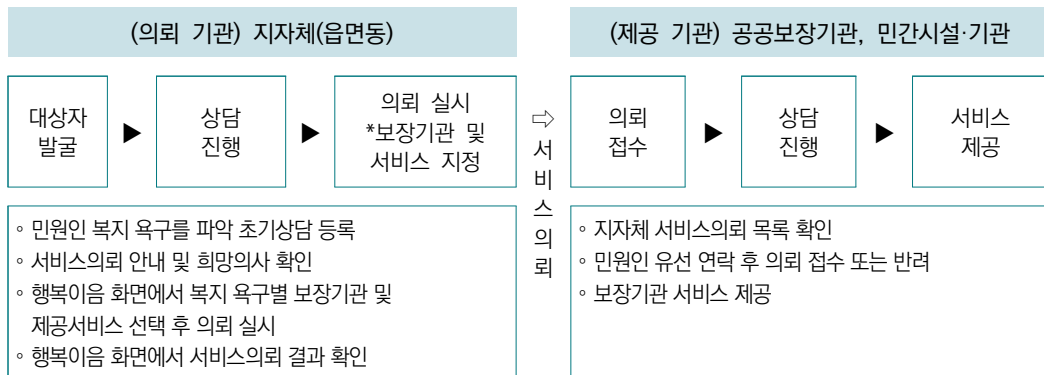 (의뢰 기관) 지자체(읍면동)
대상자
발굴
▶
상담
진행
▶
의뢰 실시
*보장기관 및
서비스 지정
◦ 민원인 복지 욕구를 파악 초기상담 등록
◦ 서비스의뢰 안내 및 희망의사 확인
◦ 행복이음 화면에서 복지 욕구별 보장기관 및
제공서비스 선택 후 의뢰 실시
◦ 행복이음 화면에서 서비스의뢰 결과 확인
⇨
서
비
스
의
뢰
(제공 기관) 공공보장기관, 민간시설·기관
의뢰
접수
▶
상담
진행
▶
서비스
제공
◦ 지자체 서비스의뢰 목록 확인
◦ 민원인 유선 연락 후 의뢰 접수 또는 반려
◦ 보장기관 서비스 제공